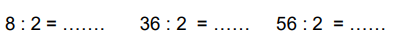 8 : 2 = ....... 36 : 2 = ...... 56 : 2 = ......